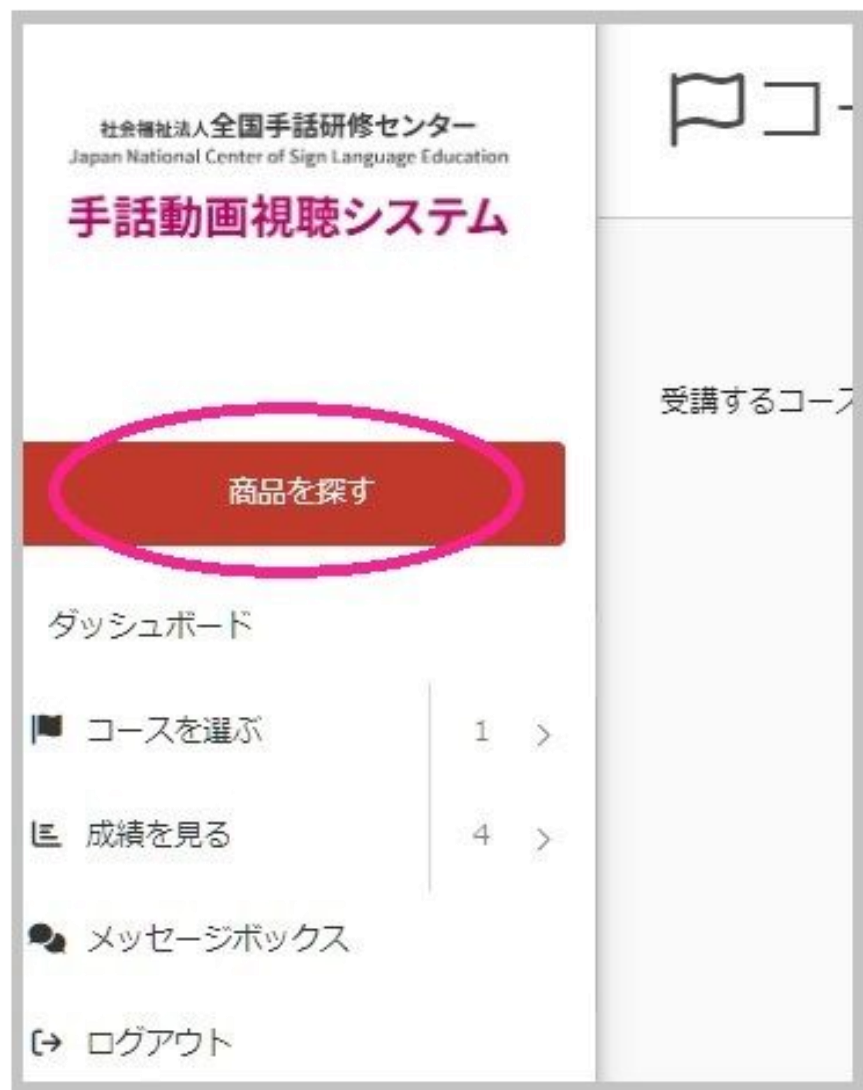 社会福祉法人全国手話研修センター
Japan National Center of Sign Language Education
手話動画視聴システム
コー
受講するコース
商品を探す
ダッシュボード
コースを選ぶ 1
成績を見る 4
メッセージボックス
ログアウト